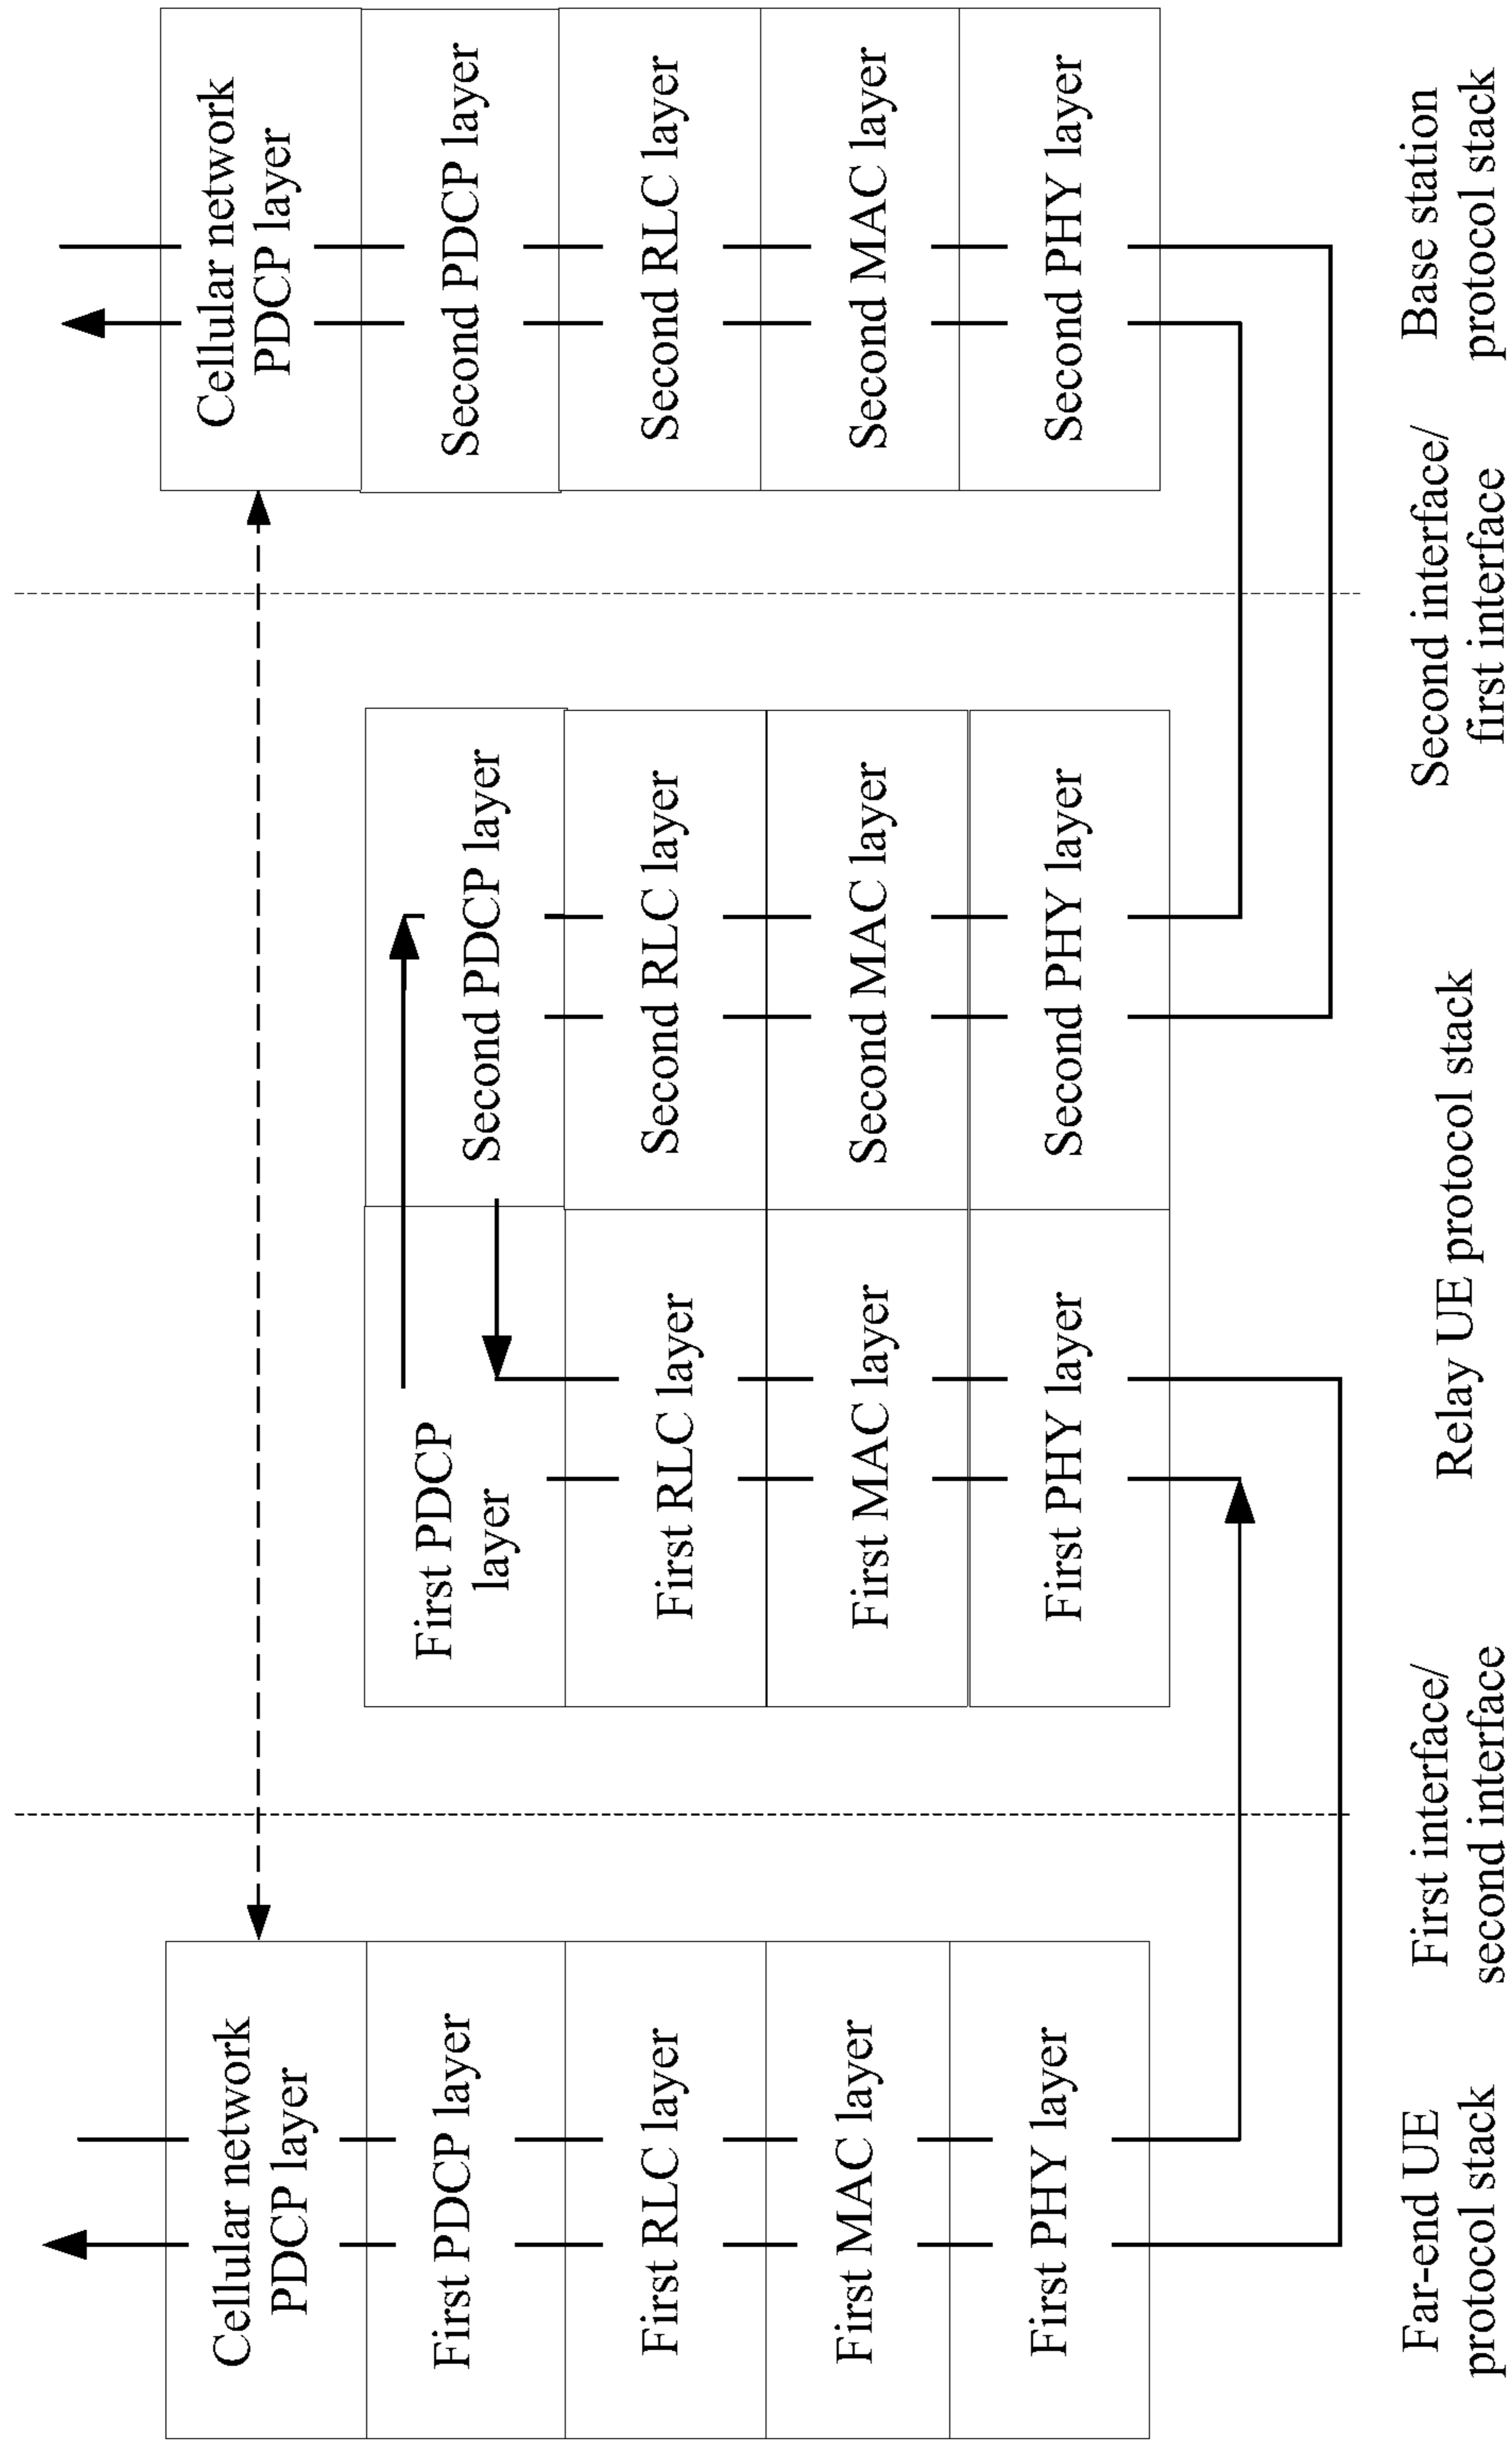 Cellular network
PDCP layer
First PDCP layer
First RLC layer
First MAC layer
First PHY layer
Far-end UE
protocol stack
First interface/
second interface
First PDCP
layer
First RLC layer
First MAC layer
First PHY layer
Second PDCP layer
Second RLC layer
Second MAC layer
Second PHY layer
Relay UE protocol stack
Second interface/
first interface
Cellular network
PDCP layer
Second PDCP layer
Second RLC layer
Second MAC layer
Second PHY layer
Base station
protocol stack